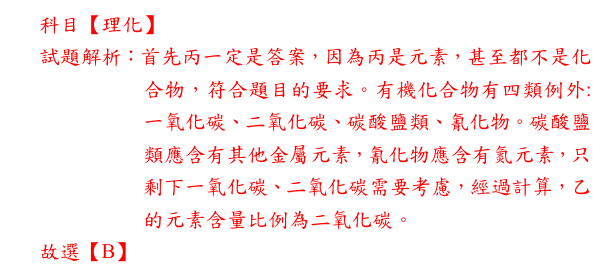 科目【理化】
試題解析：首先丙一定是答案，因為丙是元素，甚至都不是化
合物，符合題目的要求。有機化合物有四類例外:
一氧化碳、二氧化碳、碳酸鹽類、氰化物。碳酸鹽
類應含有其他金屬元素，氰化物應含有氮元素，只
剩下一氧化碳、二氧化碳需要考慮，經過計算，乙
的元素含量比例為二氧化碳。
故選【B】